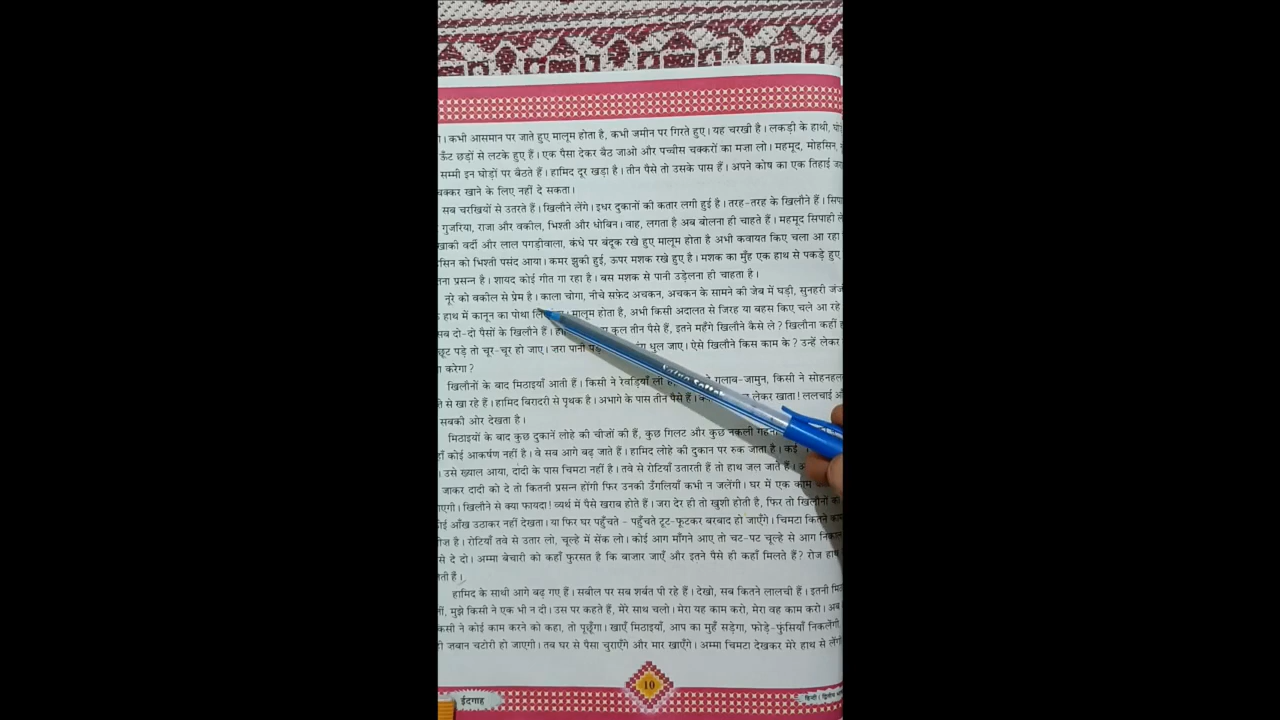 । कभी आसमान पर जाते हुए मालूम होता है, कभी जमीन पर गिरते हुए। यह चरखी है। लकड़ी के हाथी,
ऊँट छड़ों से लटके हुए हैं। एक पैसा देकर बैठ जाओ और पच्चीस चक्करों का मज़ा लो। महमूद, मोहसिन,
सम्मी इन घोड़ों पर बैठते हैं। हामिद दूर खड़ा है। तीन पैसे तो उसके पास हैं। अपने कोष का एक तिहाई
चक्कर खाने के लिए नहीं दे सकता।
सब चरखियों से उतरते हैं। खिलौने लेंगे। इधर दुकानों की कतार लगी हुई है। तरह-तरह के खिलौने हैं।
गुजरिया, राजा और वकील, भिश्ती और धोबिन। वाह, लगता है अब बोलना ही चाहते हैं। महमूद सिपाही
खाकी वर्दी और लाल पगड़ीवाला, कंधे पर बंदूक रखे हुए मालूम होता है अभी कवायत किए चला आ रहा
को भिश्ती पसंद आया। कमर झुकी हुई, ऊपर मशक रखे हुए है। मशक का मुँह एक हाथ से पकड़े हुए
प्रसन्न है। शायद कोई गीत गा रहा है। बस मशक से पानी उड़ेलना ही चाहता है।
नूरे को वकील से प्रेम है। काला चोगा, नीचे सफ़ेद अचकन, अचकन के सामने की जेब में घड़ी, सुनहरी
हाथ में कानून का पोथा मालूम होता है, अभी किसी अदालत से जिरह या बहस किए चले आ रहे
सब दो-दो पैसों के खिलौने हैं। कुल तीन पैसे हैं, इतने महँगे खिलौने कैसे ले? खिलौना कहीं
छूट पड़े तो चूर-चूर हो जाए। ज़रा पानी धुल जाए। ऐसे खिलौने किस काम के? उन्हें लेकर
करेगा?
खिलौनों के बाद मिठाइयाँ आती हैं। किसी ने रेवड़ियाँ ली गुलाब-जामुन, किसी ने
से खा रहे हैं। हामिद बिरादरी से पृथक है। अभागे के पास तीन पैसे हैं। लेकर खाता! ललचाई
सबकी ओर देखता है।
मिठाइयों के बाद कुछ दुकानें लोहे की चीज़ों की हैं, कुछ गिलट और कुछ नकली
कोई आकर्षण नहीं है। वे सब आगे बढ़ जाते हैं। हामिद लोहे की दुकान पर रुक जाता है। कई
उसे ख्याल आया, दादी के पास चिमटा नहीं है। तवे से रोटियाँ उतारती हैं तो हाथ जल जाते हैं।
जाकर दादी को दे तो कितनी प्रसन्न होंगी फिर उनकी उँगलियाँ कभी न जलेंगी। घर में एक काम
खिलौने से क्या फायदा! व्यर्थ में पैसे खराब होते हैं। जरा देर ही तो खुशी होती है, फिर तो खिलौनों
आँख उठाकर नहीं देखता। या फिर घर पहुँचते - पहुँचते टूट-फूटकर बरबाद हो जाएँगे। चिमटा कितने
है। रोटियाँ तवे से उतार लो, चूल्हे में सेंक लो। कोई आग माँगने आए तो चट-पट चूल्हे से आग
से दे दो। अम्मा बेचारी को कहाँ फुरसत है कि बाजार जाएँ और इतने पैसे ही कहाँ मिलते हैं? रोज हाथ
हैं।
हामिद के साथी आगे बढ़ गए हैं। सबील पर सब शर्बत पी रहे हैं। देखो, सब कितने लालची हैं। इतनी
मुझे किसी ने एक भी न दी। उस पर कहते हैं, मेरे साथ चलो। मेरा यह काम करो, मेरा वह काम करो। अब
किसी ने कोई काम करने को कहा, तो पूछूँगा। खाएँ मिठाइयाँ, आप का मुहँ सड़ेगा, फोड़े-फुंसियाँ निकलेंगी,
ज़बान चटोरी हो जाएगी। तब घर से पैसा चुराएँगे और मार खाएँगे। अम्मा चिमटा देखकर मेरे हाथ से
10
ईदगाह